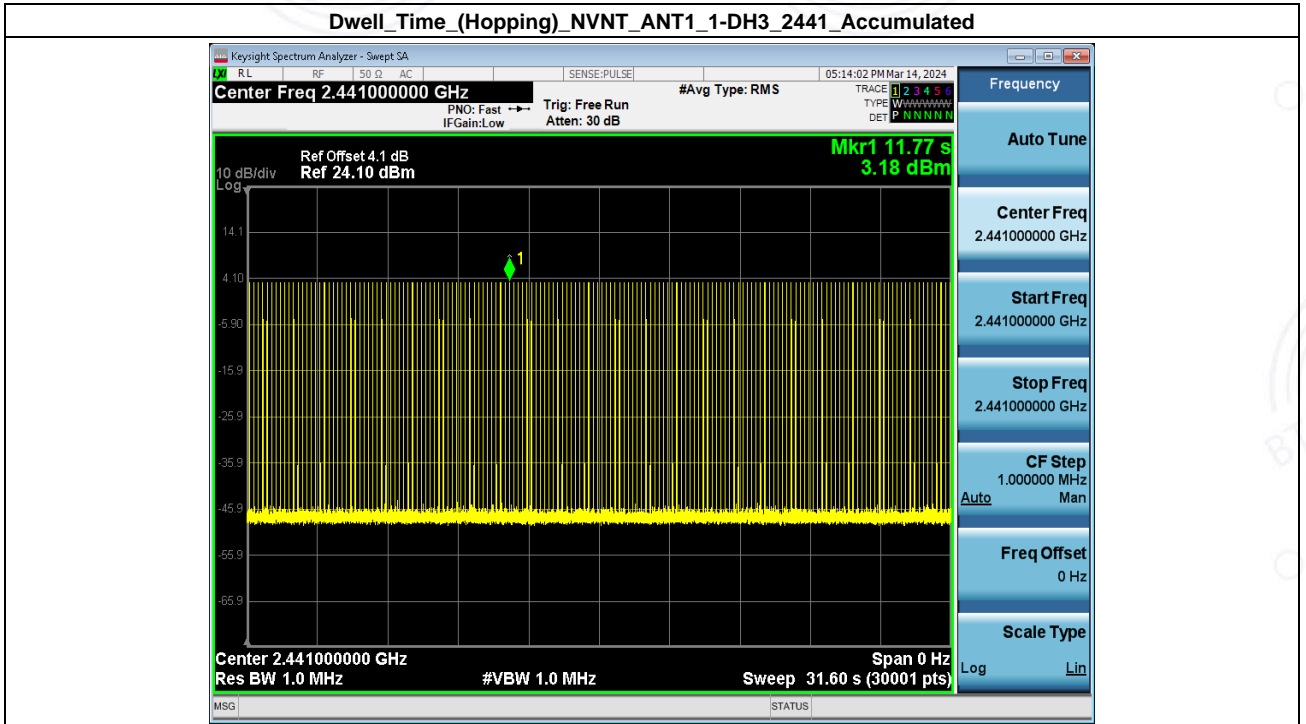 Dwell_Time_(Hopping)_NVNT_ANT1_1-DH3_2441_Accumulated
Keysight Spectrum Analyzer - Swept SA
LXI RL RF 50 Ω AC SENSE:PULSE 05:14:02 PM Mar 14, 2024
Center Freq 2.441000000 GHz
#Avg Type: RMS
TRACE 1 2 3 4 5 6
PNO: Fast
Trig: Free Run
TYPE WWWWWW
IFGain:Low
Atten: 30 dB
DET P N N N N N
Mkr1 11.77 s
3.18 dBm
Ref Offset 4.1 dB
10 dB/div Ref 24.10 dBm
Log
1
14.1
4.10
-5.90
-15.9
-25.9
-35.9
-45.9
-55.9
-65.9
Center 2.441000000 GHz Span 0 Hz
Res BW 1.0 MHz #VBW 1.0 MHz Sweep 31.60 s (30001 pts)
MSG STATUS
Frequency
Auto Tune
Center Freq
2.441000000 GHz
Start Freq
2.441000000 GHz
Stop Freq
2.441000000 GHz
CF Step
1.000000 MHz
Auto Man
Freq Offset
0 Hz
Scale Type
Log Lin